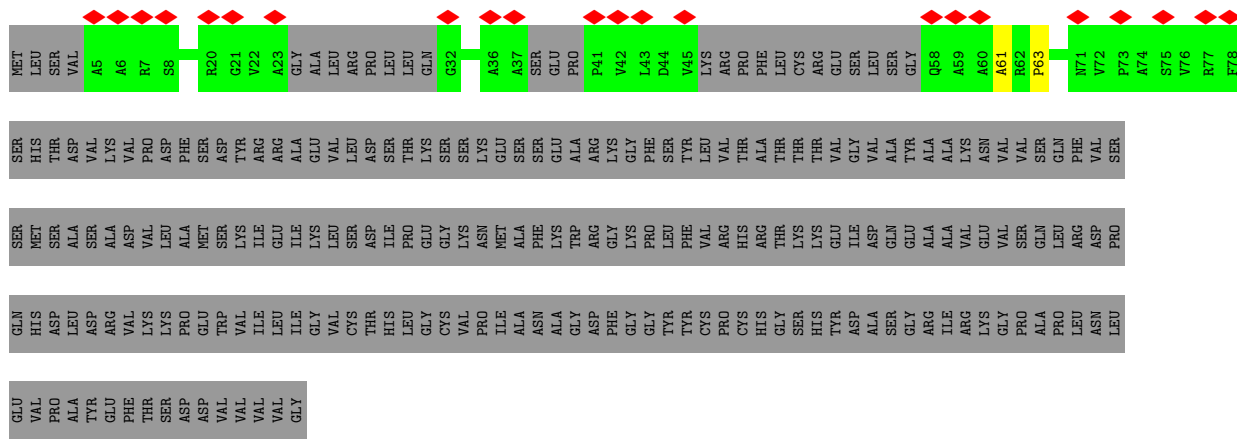 MET LEU SER VAL A5 A6 R7 S8 R20 G21 V22 A23 GLY ALA LEU ARG PRO LEU LEU GLN G32 A36 A37 SER GLU PRO P41 V42 L43 D44 V45 LYS ARG PRO PHE LEU CYS ARG GLU SER LEU SER GLY Q58 A59 A60 A61 R62 P63 N71 V72 P73 A74 S75 V76 R77 F78
SER HIS THR ASP VAL LYS VAL PRO ASP PHE SER ASP TYR ARG ARG ALA GLU VAL LEU ASP SER THR LYS SER SER LYS GLU SER SER GLU ALA ARG LYS GLY PHE SER TYR LEU VAL THR ALA THR THR THR VAL GLY VAL ALA TYR ALA ALA LYS ASN VAL VAL SER GLN PHE VAL SER
SER MET SER ALA SER ALA ASP VAL LEU ALA MET SER LYS ILE GLU ILE LYS LEU SER ASP ILE PRO GLU GLY LYS ASN MET ALA PHE LYS TRP ARG GLY LYS PRO LEU PHE VAL ARG HIS ARG THR LYS LYS GLU ILE ASP GLN GLU ALA ALA VAL GLU VAL SER GLN LEU ARG ASP PRO
GLN HIS ASP LEU ASP ARG VAL LYS LYS PRO GLU TRP VAL ILE LEU ILE GLY VAL CYS THR HIS LEU GLY CYS VAL PRO ILE ALA ASN ALA GLY ASP PHE GLY GLY TYR TYR CYS PRO CYS HIS GLY SER HIS TYR ASP ALA SER GLY ARG ILE ARG LYS GLY PRO ALA PRO LEU ASN LEU
GLU VAL PRO ALA TYR GLU PHE THR SER ASP ASP VAL VAL VAL VAL GLY